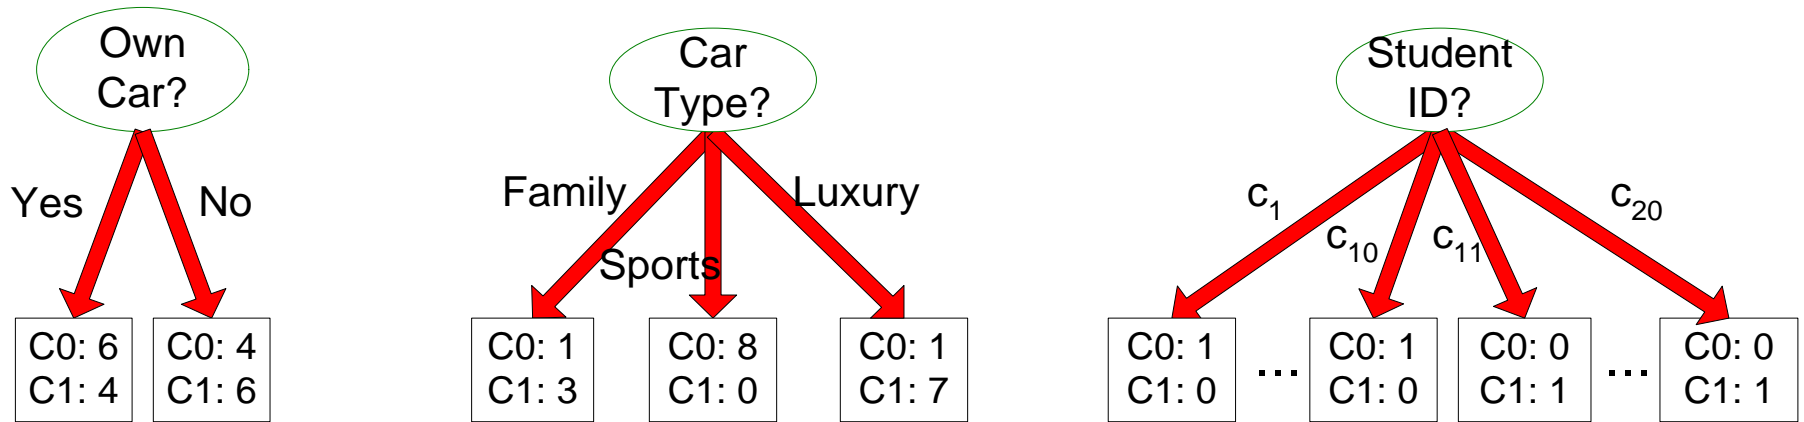 Own
Car?
Yes
No
C0: 6
C1: 4
C0: 4
C1: 6
Car
Type?
Family
Sports
Luxury
C0: 1
C1: 3
C0: 8
C1: 0
C0: 1
C1: 7
Student
ID?
c1
c10
c11
c20
C0: 1
C1: 0
...
C0: 1
C1: 0
C0: 0
C1: 1
...
C0: 0
C1: 1